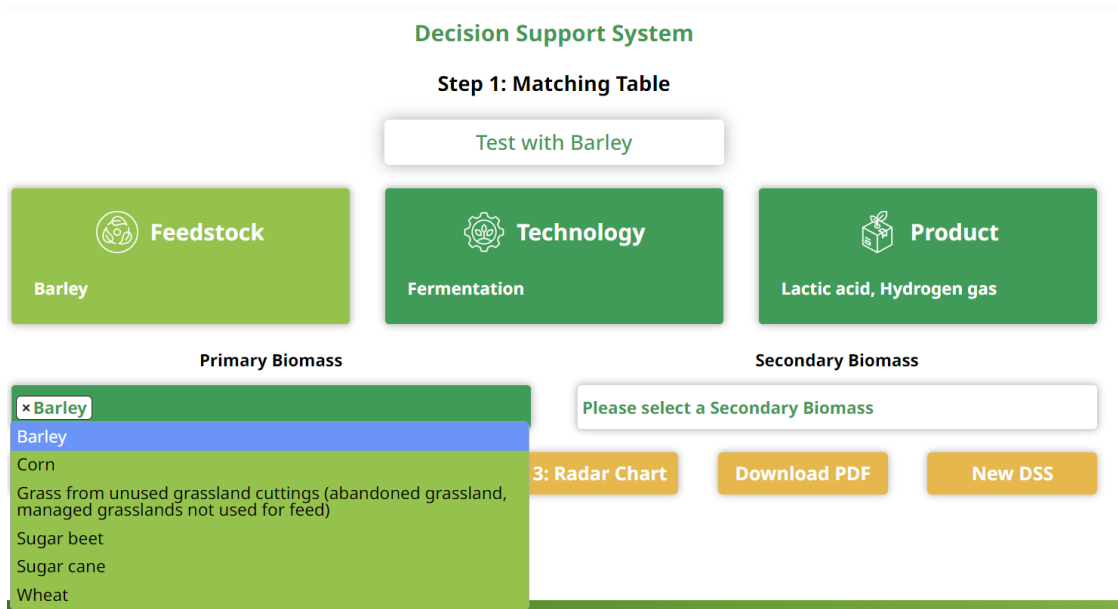 Decision Support System
Step 1: Matching Table
Test with Barley
Feedstock
Barley
Technology
Fermentation
Product
Lactic acid, Hydrogen gas
Primary Biomass
Secondary Biomass
×Barley
Please select a Secondary Biomass
Barley
Corn
Grass from unused grassland cuttings (abandoned grassland,
managed grasslands not used for feed)
Sugar beet
Sugar cane
Wheat
3: Radar Chart
Download PDF
New DSS